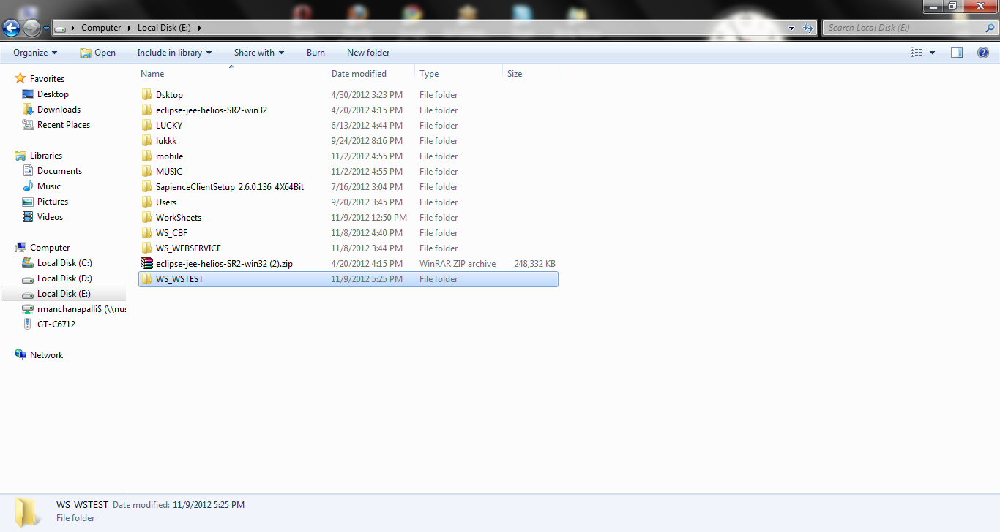 Computer Local Disk (E:) Search Local Disk (E:)
Organize Open Include in library Share with Burn New folder
Name Date modified Type Size
Favorites
Desktop
Downloads
Recent Places
Libraries
Documents
Music
Pictures
Videos
Computer
Local Disk (C:)
Local Disk (D:)
Local Disk (E:)
rmanchanapalli$ (\\nus
GT-C6712
Network
Dsktop 4/30/2012 3:23 PM File folder
eclipse-jee-helios-SR2-win32 4/20/2012 4:15 PM File folder
LUCKY 6/13/2012 4:44 PM File folder
lukkk 9/24/2012 8:16 PM File folder
mobile 11/2/2012 4:55 PM File folder
MUSIC 11/2/2012 4:55 PM File folder
SapienceClientSetup_2.6.0.136_4X64Bit 7/16/2012 3:04 PM File folder
Users 9/20/2012 3:45 PM File folder
WorkSheets 11/9/2012 12:50 PM File folder
WS_CBF 11/8/2012 4:40 PM File folder
WS_WEBSERVICE 11/8/2012 3:44 PM File folder
eclipse-jee-helios-SR2-win32 (2).zip 4/20/2012 4:15 PM WinRAR ZIP archive 248,332 KB
WS_WSTEST 11/9/2012 5:25 PM File folder
WS_WSTEST Date modified: 11/9/2012 5:25 PM
File folder